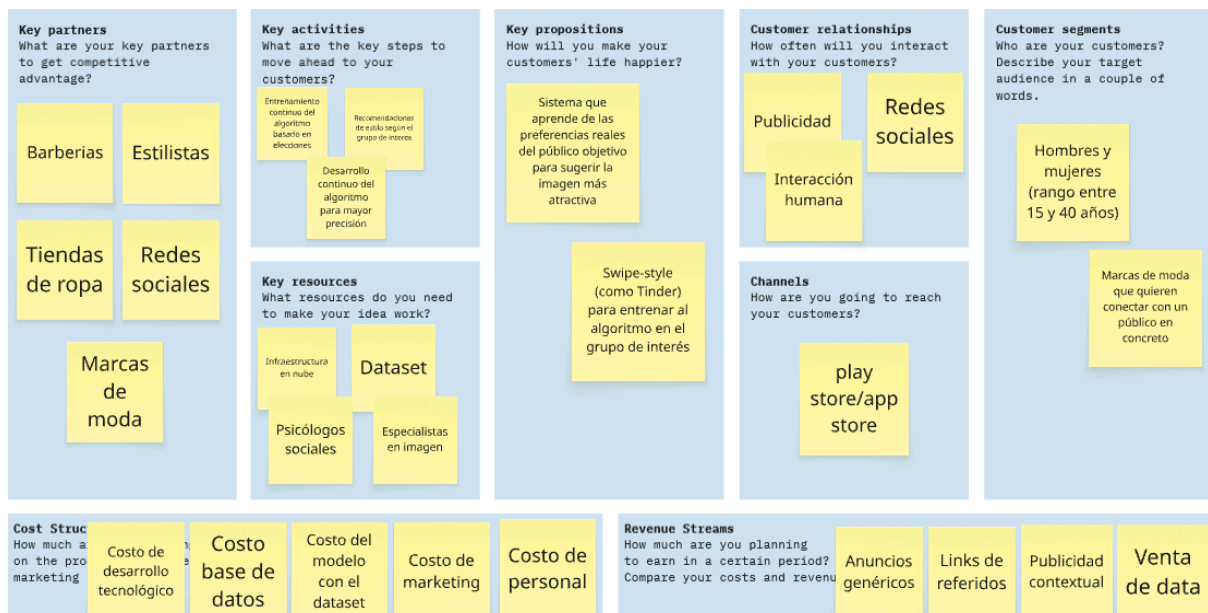 Key partners
What are your key partners
to get competitive
advantage?
Barberias
Estilistas
Tiendas
de ropa
Redes
sociales
Marcas
de
moda
Key activities
What are the key steps to
move ahead to your
customers?
Entrenamiento
continuo del
algoritmo
basado en
elecciones
Recomendaciones
de estilo según el
grupo de interes
Desarrollo
continuo del
algoritmo
para mayor
precisión
Key resources
What resources do you need
to make your idea work?
Infraestructura
en nube
Dataset
Psicólogos
sociales
Especialistas
en imagen
Key propositions
How will you make your
customers' life happier?
Sistema que
aprende de las
preferencias reales
del público objetivo
para sugerir la
imagen más
atractiva
Swipe-style
(como Tinder)
para entrenar al
algoritmo en el
grupo de interés
Customer relationships
How often will you interact
with your customers?
Publicidad
Redes
sociales
Interacción
humana
Channels
How are you going to reach
your customers?
play
store/app
store
Customer segments
Who are your customers?
Describe your target
audience in a couple of
words.
Hombres y
mujeres
(rango entre
15 y 40 años)
Marcas de moda
que quieren
conectar con un
público en
concreto
Cost Struc
How much a
on the pro
marketing
Costo de
desarrollo
tecnológico
Costo
base de
datos
Costo del
modelo
con el
dataset
Costo de
marketing
Costo de
personal
Revenue Streams
How much are you planning
to earn in a certain period?
Compare your costs and revenu
Anuncios
genéricos
Links de
referidos
Publicidad
contextual
Venta
de data